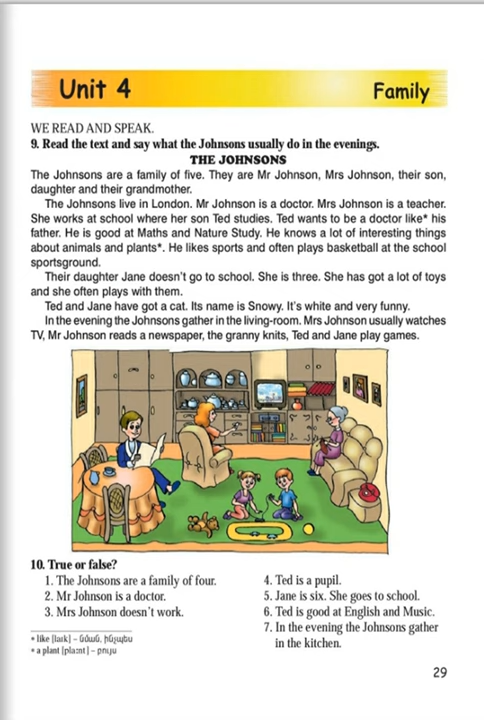 Unit 4
Family
WE READ AND SPEAK.
9. Read the text and say what the Johnsons usually do in the evenings.
THE JOHNSONS
The Johnsons are a family of five. They are Mr Johnson, Mrs Johnson, their son,
daughter and their grandmother.
The Johnsons live in London. Mr Johnson is a doctor. Mrs Johnson is a teacher.
She works at school where her son Ted studies. Ted wants to be a doctor like* his
father. He is good at Maths and Nature Study. He knows a lot of interesting things
about animals and plants*. He likes sports and often plays basketball at the school
sportsground.
Their daughter Jane doesn't go to school. She is three. She has got a lot of toys
and she often plays with them.
Ted and Jane have got a cat. Its name is Snowy. It's white and very funny.
In the evening the Johnsons gather in the living-room. Mrs Johnson usually watches
TV, Mr Johnson reads a newspaper, the granny knits, Ted and Jane play games.
10. True or false?
1. The Johnsons are a family of four.
2. Mr Johnson is a doctor.
3. Mrs Johnson doesn't work.
4. Ted is a pupil.
5. Jane is six. She goes to school.
6. Ted is good at English and Music.
7. In the evening the Johnsons gather
in the kitchen.
* like [laɪk] – նման, ինչպես
* a plant [plɑ:nt] – բույս
29